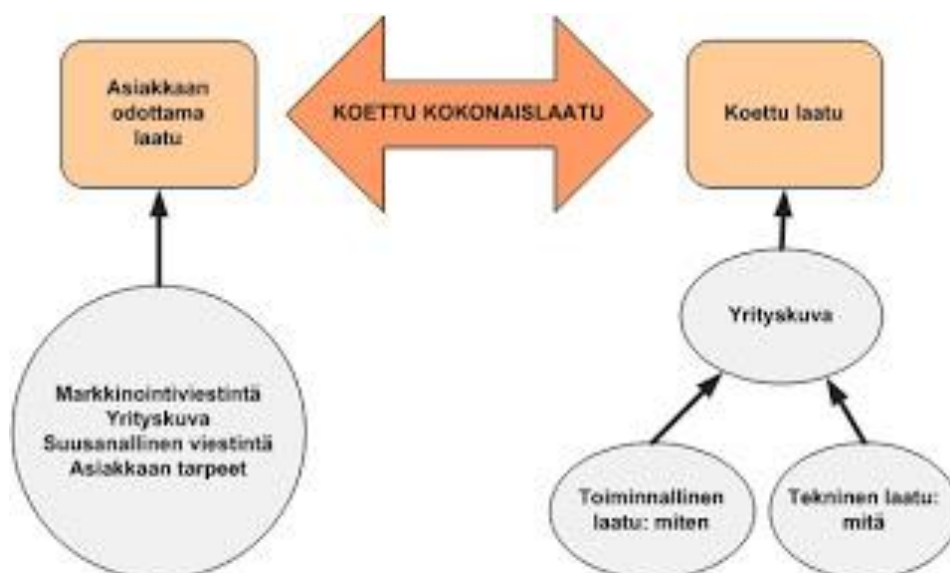 Asiakkaan
odottama
laatu
KOETTU KOKONAISLAATU
Koettu laatu
Yrityskuva
Markkinointiviestintä
Yrityskuva
Suusanallinen viestintä
Asiakkaan tarpeet
Toiminnallinen
laatu: miten
Tekninen laatu:
mitä